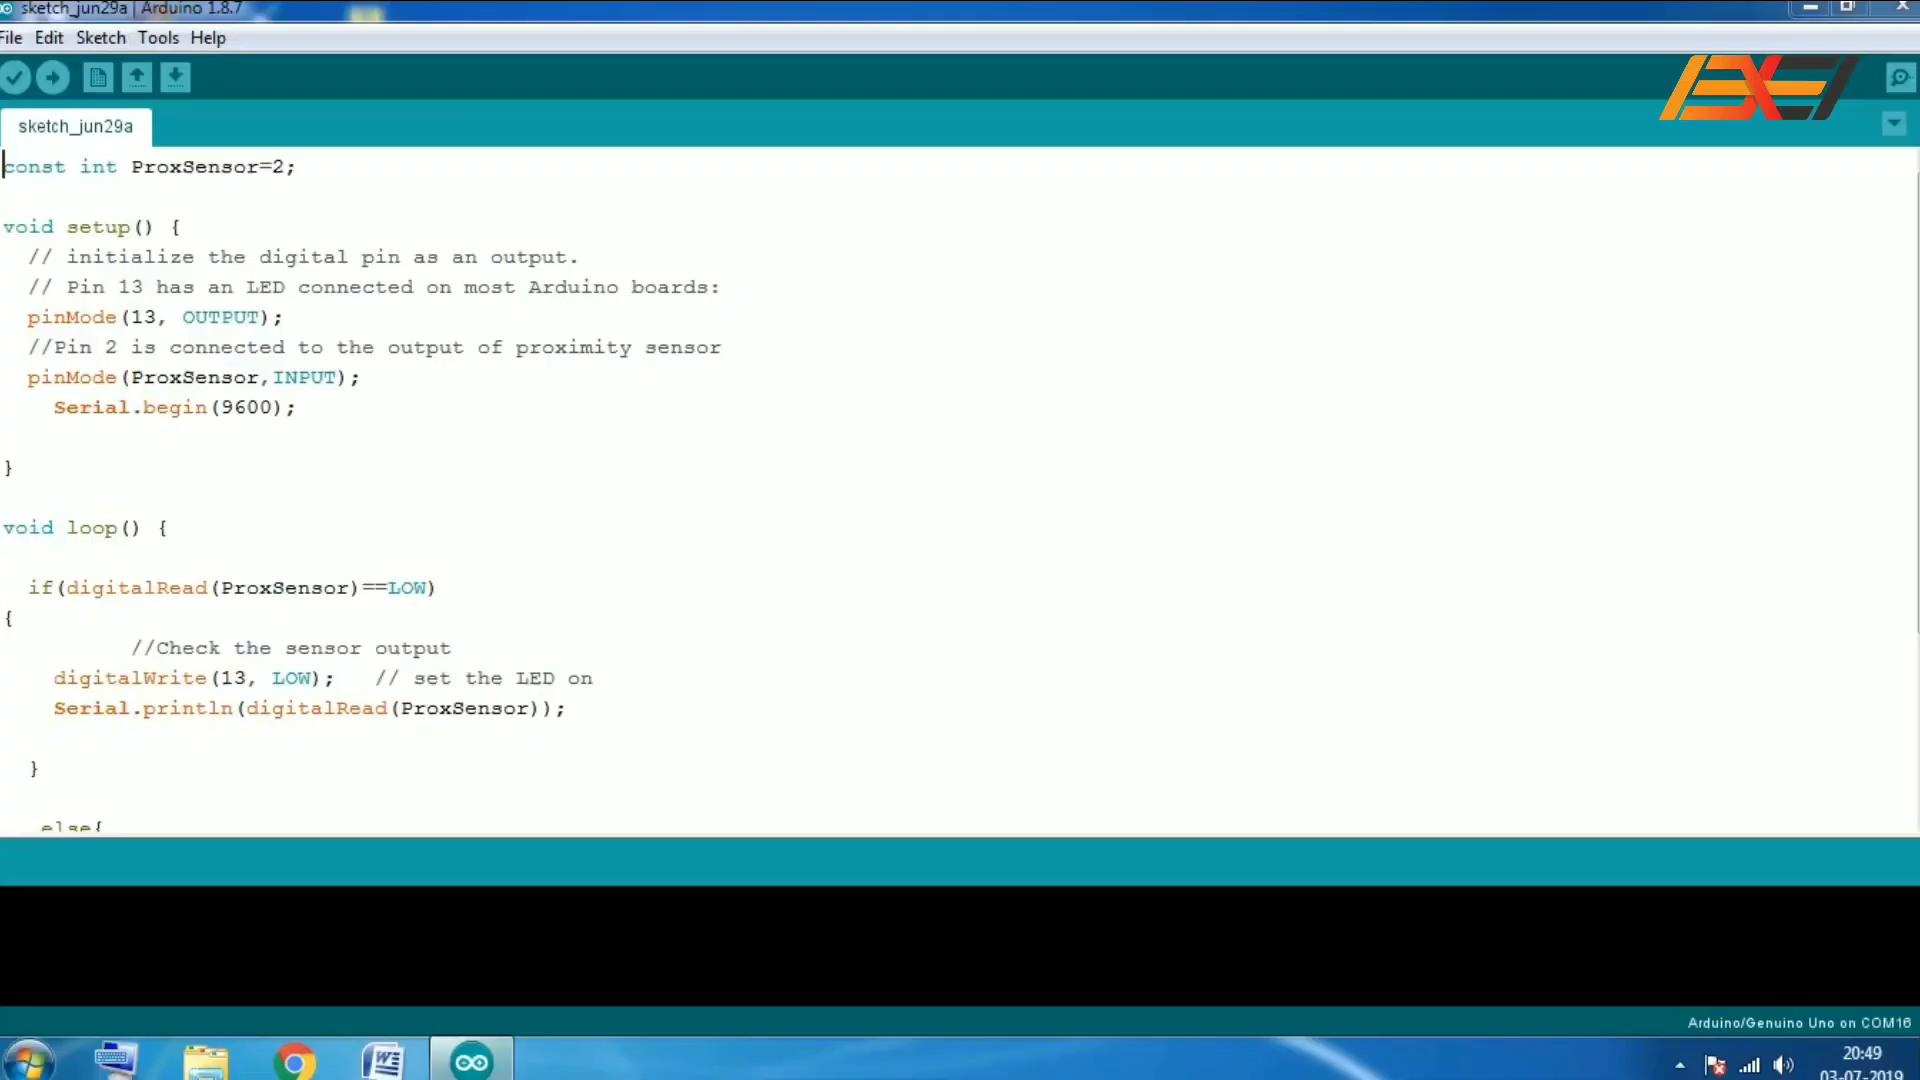 sketch_jun29a | Arduino 1.8.7
File Edit Sketch Tools Help
sketch_jun29a
const int ProxSensor=2;
void setup() {
// initialize the digital pin as an output.
// Pin 13 has an LED connected on most Arduino boards:
pinMode(13, OUTPUT);
//Pin 2 is connected to the output of proximity sensor
pinMode(ProxSensor,INPUT);
Serial.begin(9600);
}
void loop() {
if(digitalRead(ProxSensor)==LOW)
{
//Check the sensor output
digitalWrite(13, LOW);   // set the LED on
Serial.println(digitalRead(ProxSensor));
}
else{
Arduino/Genuino Uno on COM16
20:49
03-07-2019